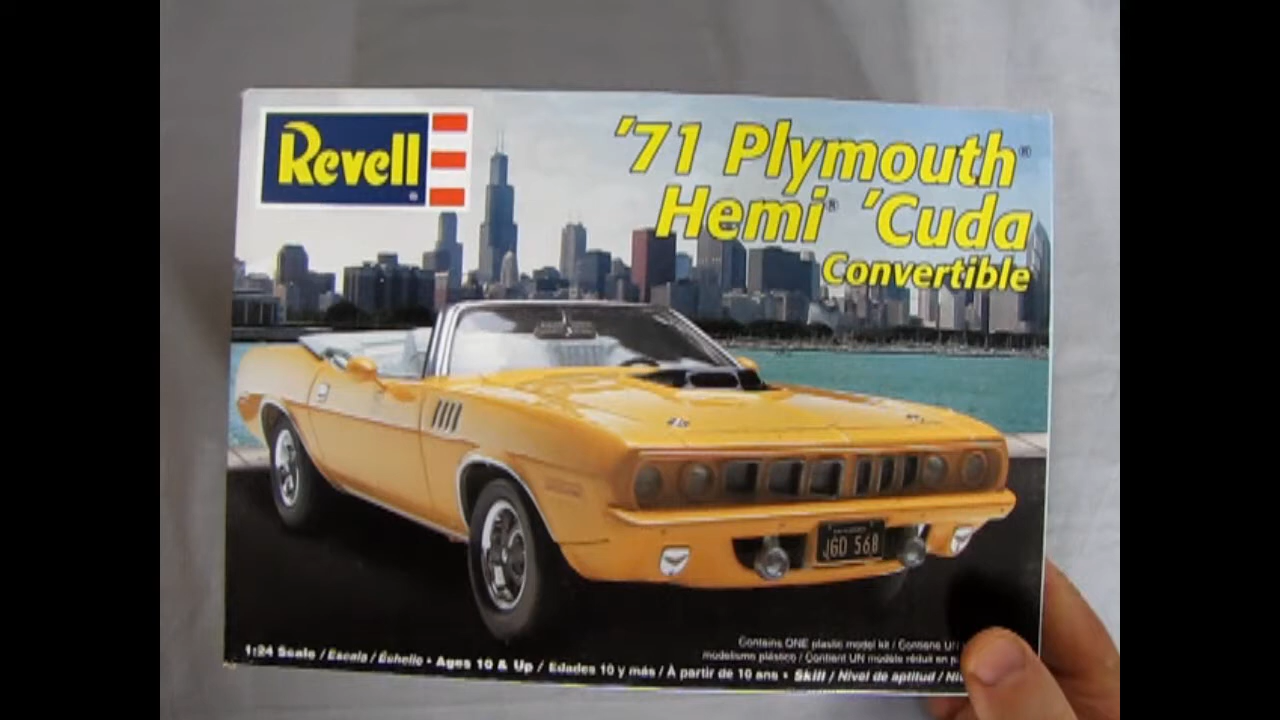 Revell®
'71 Plymouth®
Hemi® 'Cuda
Convertible
JGD 568
Contains ONE plastic model kit / Contiene UN
modelismo plástico / Contient UN modèle réduit en p
1:24 Scale / Escala / Échelle • Ages 10 & Up / Edades 10 y más / À partir de 10 ans • Skill / Nivel de aptitud / Ni